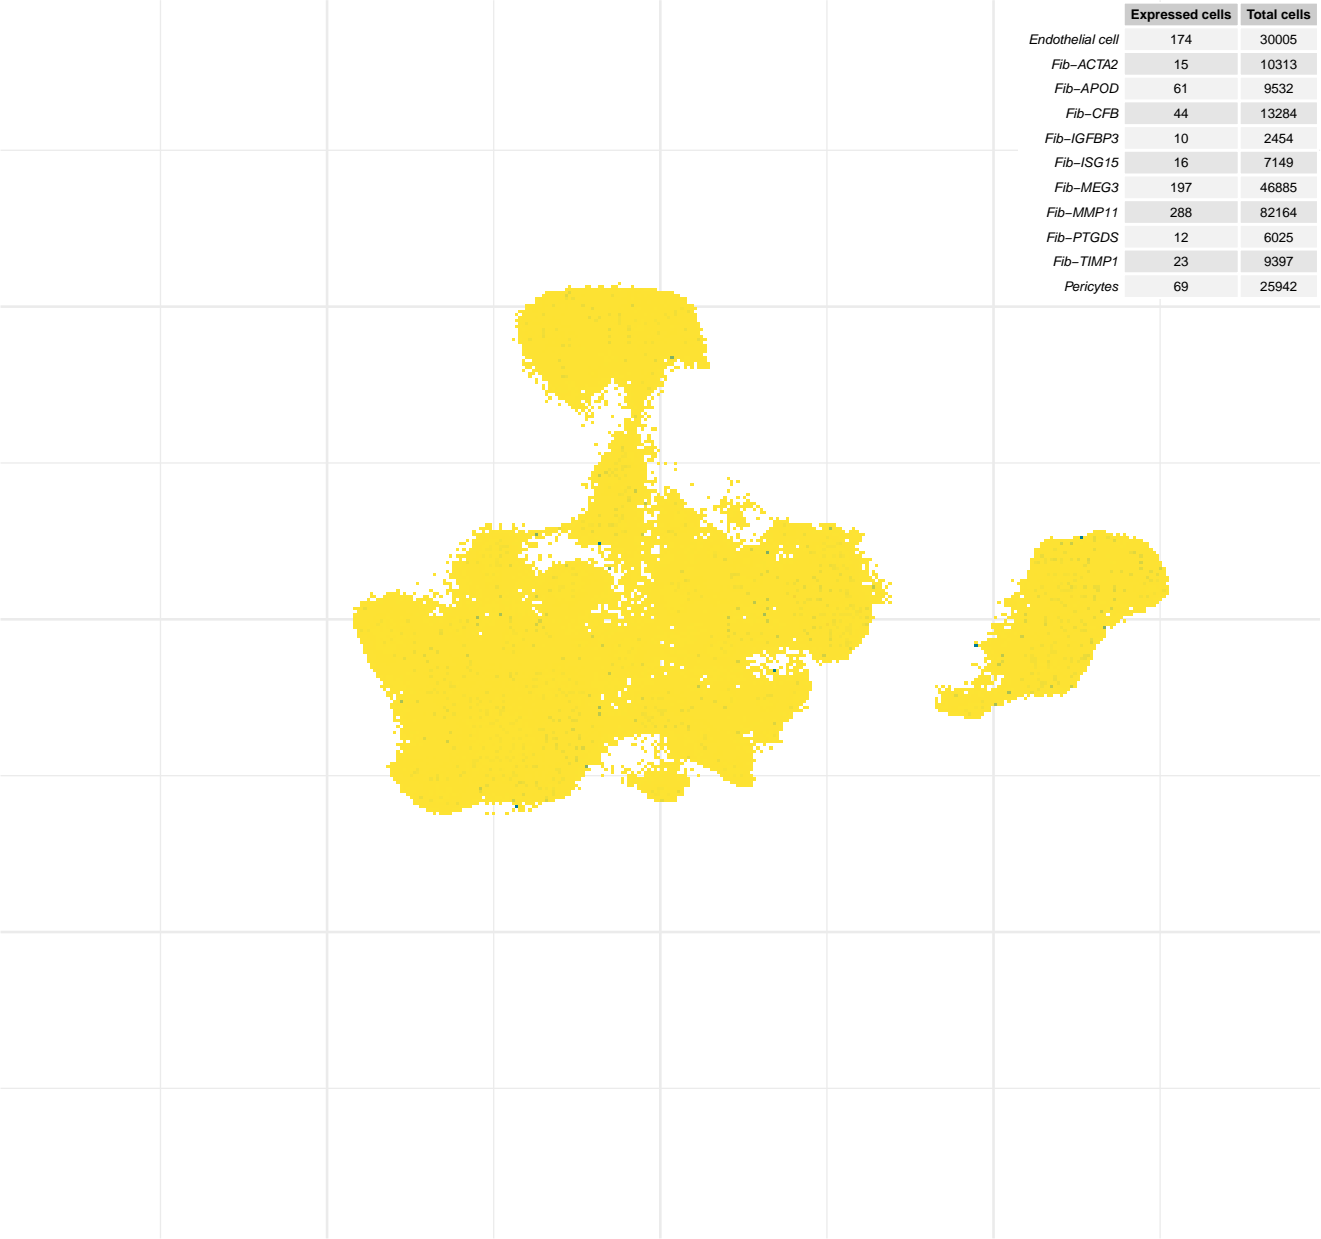 Expressed cells Total cells
Endothelial cell 174 30005
Fib−ACTA2 15 10313
Fib−APOD 61 9532
Fib−CFB 44 13284
Fib−IGFBP3 10 2454
Fib−ISG15 16 7149
Fib−MEG3 197 46885
Fib−MMP11 288 82164
Fib−PTGDS 12 6025
Fib−TIMP1 23 9397
Pericytes 69 25942